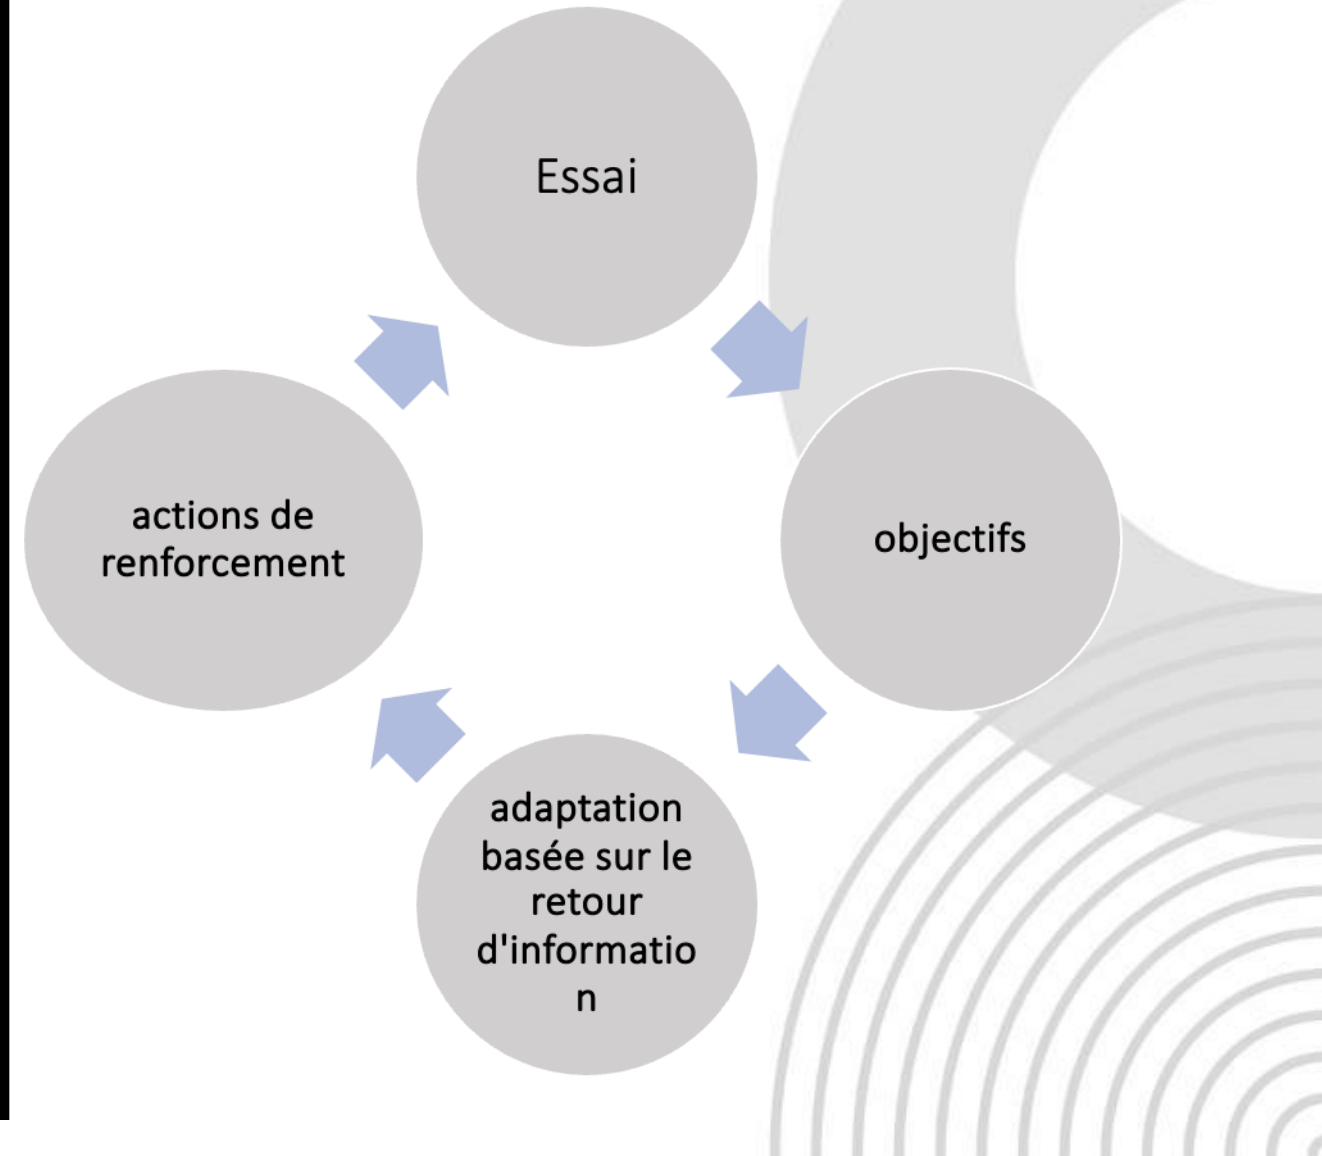 Essai
objectifs
adaptation
basée sur le
retour
d'informatio
n
actions de
renforcement